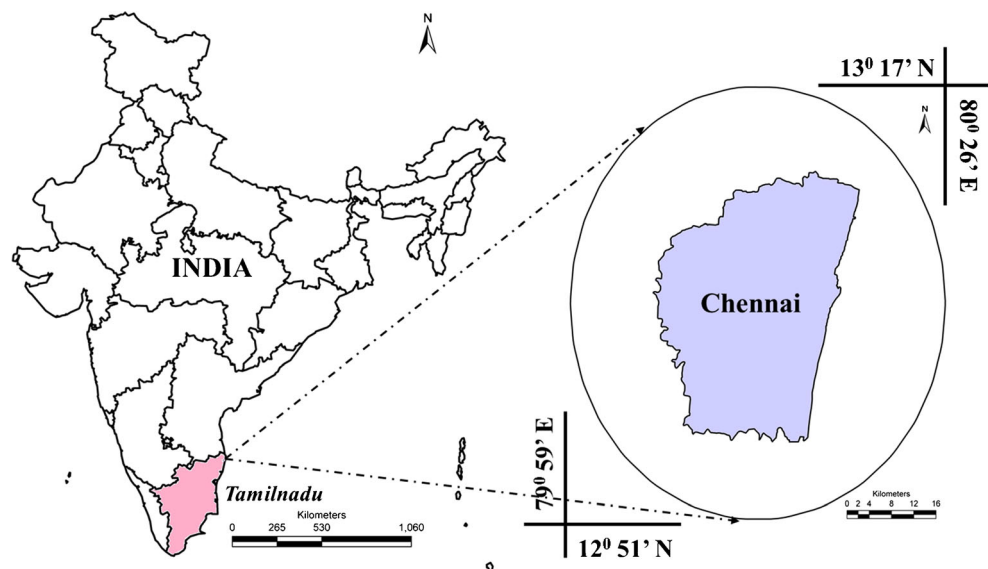 N
13⁰ 17’ N
N
80⁰ 26’ E
INDIA
Chennai
Tamilnadu
Kilometers
0 265 530 1,060
79⁰ 59’ E
12⁰ 51’ N
Kilometers
0 2 4 8 12 16